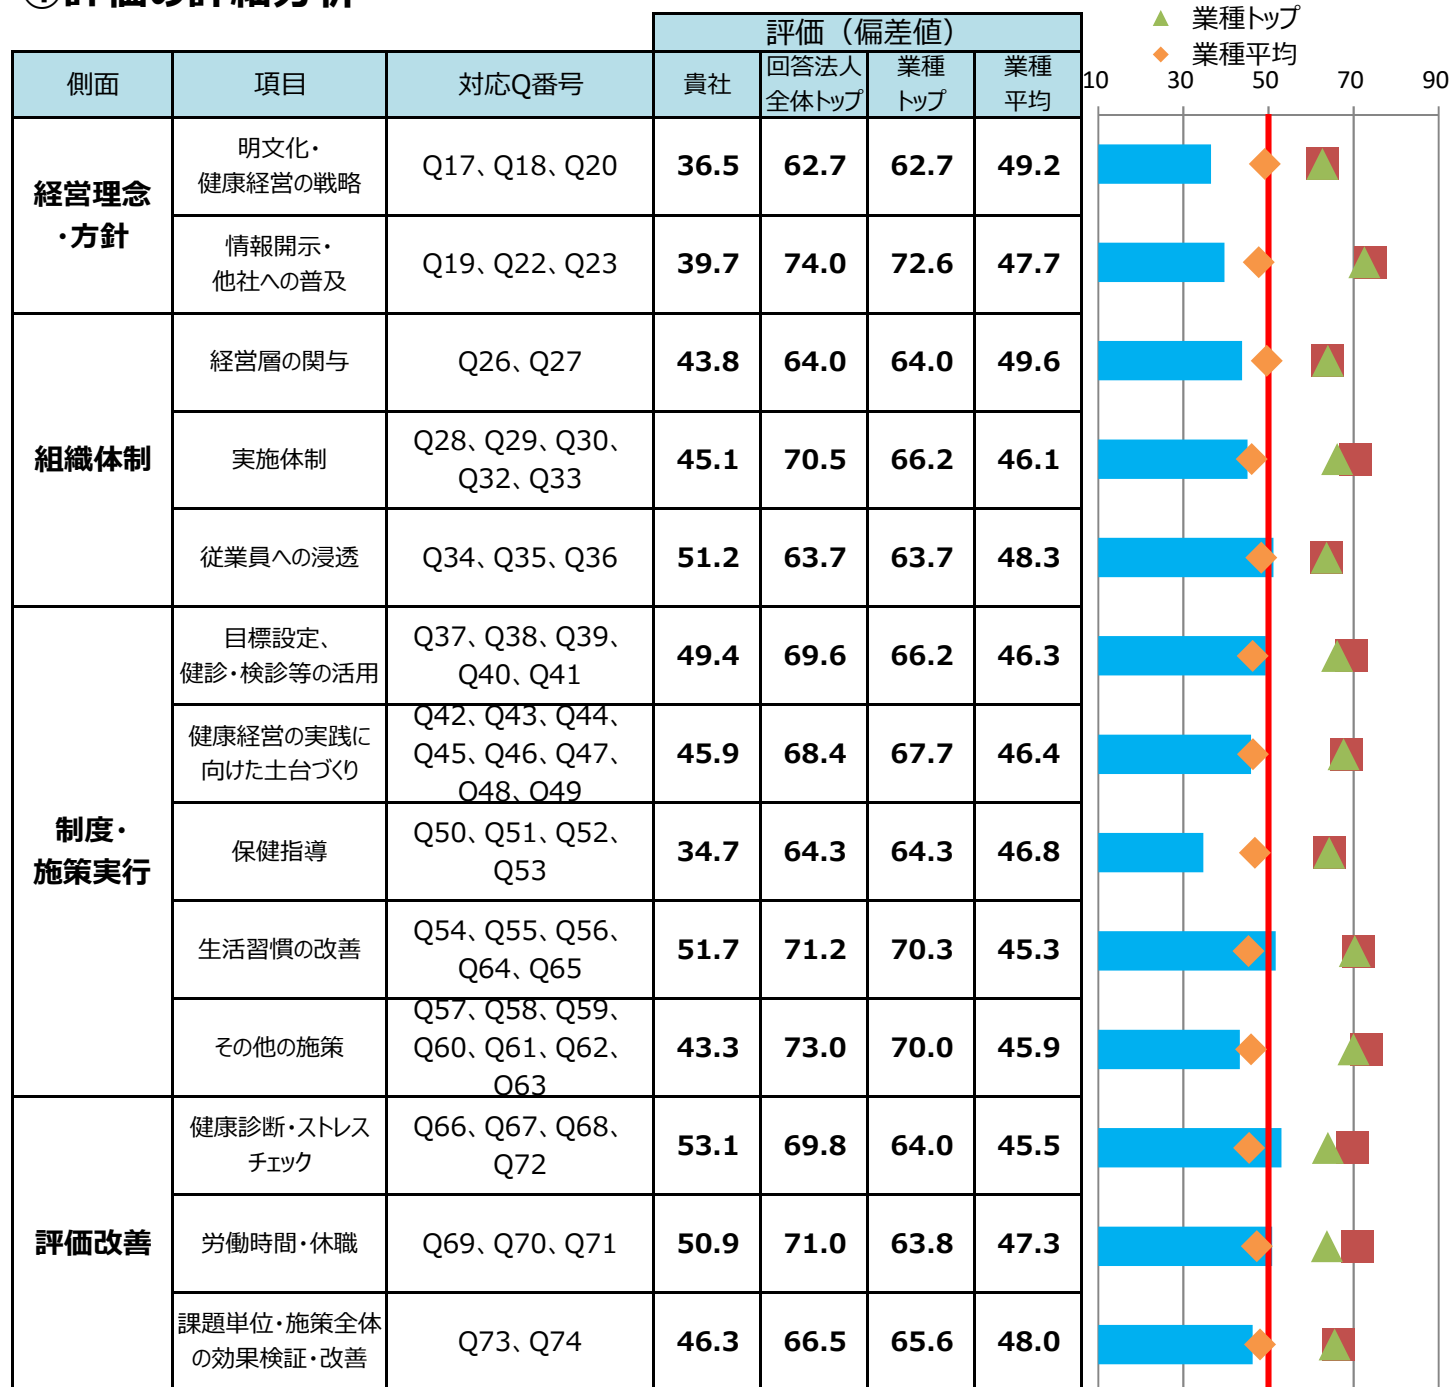 ①評価の詳細分析
評価（偏差値）
側面 項目 対応Q番号 貴社 回答法人全体トップ 業種トップ 業種平均
▲ 業種トップ
◆ 業種平均
10 30 50 70 90
経営理念
・方針
明文化・
健康経営の戦略
Q17、Q18、Q20
36.5 62.7 62.7 49.2
情報開示・
他社への普及
Q19、Q22、Q23
39.7 74.0 72.6 47.7
組織体制
経営層の関与
Q26、Q27
43.8 64.0 64.0 49.6
実施体制
Q28、Q29、Q30、
Q32、Q33
45.1 70.5 66.2 46.1
従業員への浸透
Q34、Q35、Q36
51.2 63.7 63.7 48.3
制度・
施策実行
目標設定、
健診・検診等の活用
Q37、Q38、Q39、
Q40、Q41
49.4 69.6 66.2 46.3
健康経営の実践に
向けた土台づくり
Q42、Q43、Q44、
Q45、Q46、Q47、
Q48、Q49
45.9 68.4 67.7 46.4
保健指導
Q50、Q51、Q52、
Q53
34.7 64.3 64.3 46.8
生活習慣の改善
Q54、Q55、Q56、
Q64、Q65
51.7 71.2 70.3 45.3
その他の施策
Q57、Q58、Q59、
Q60、Q61、Q62、
Q63
43.3 73.0 70.0 45.9
評価改善
健康診断・ストレス
チェック
Q66、Q67、Q68、
Q72
53.1 69.8 64.0 45.5
労働時間・休職
Q69、Q70、Q71
50.9 71.0 63.8 47.3
課題単位・施策全体
の効果検証・改善
Q73、Q74
46.3 66.5 65.6 48.0